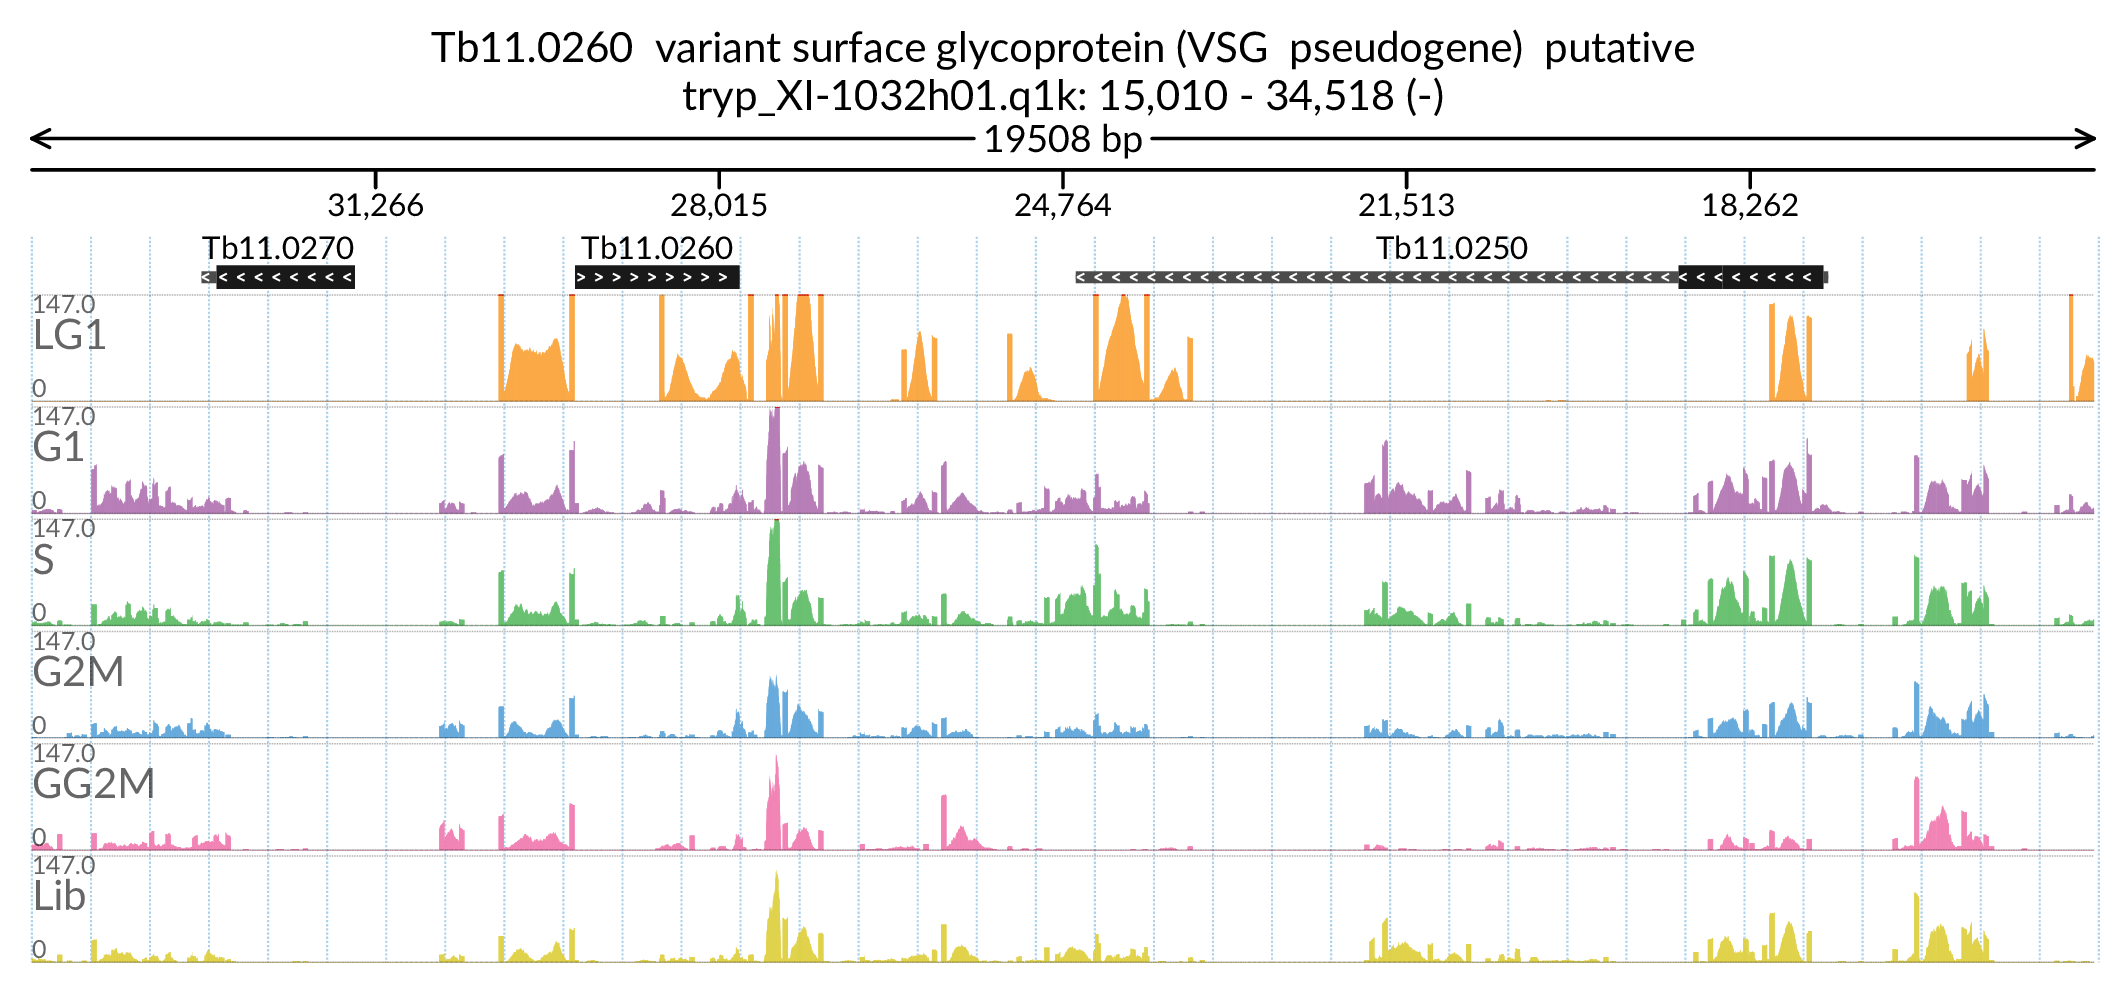 Tb11.0260 variant surface glycoprotein (VSG pseudogene) putative
tryp_XI-1032h01.q1k: 15,010 - 34,518 (-)
19508 bp
31,266 28,015 24,764 21,513 18,262
Tb11.0270 Tb11.0260 Tb11.0250
147.0
LG1
0
147.0
G1
0
147.0
S
0
147.0
G2M
0
147.0
GG2M
0
147.0
Lib
0